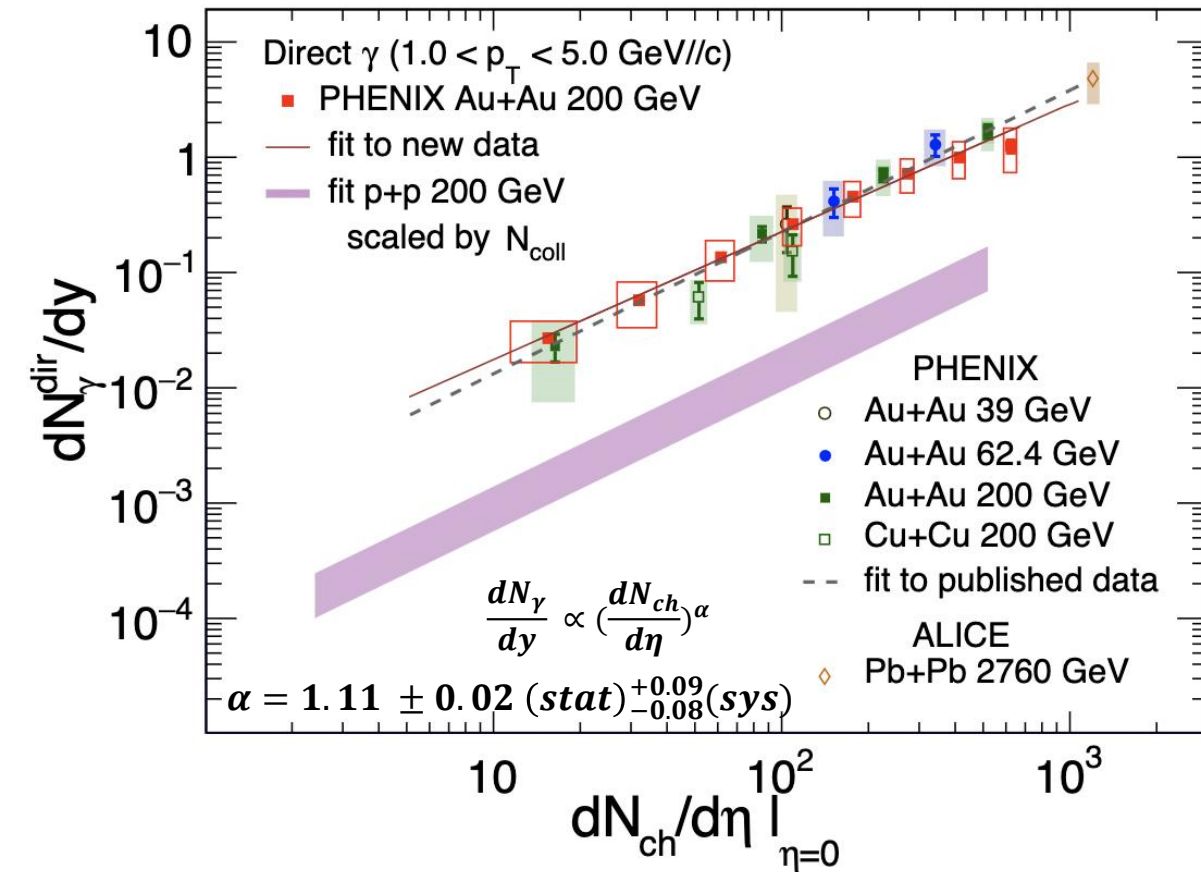 Direct γ (1.0 < p_T < 5.0 GeV//c)
PHENIX Au+Au 200 GeV
fit to new data
fit p+p 200 GeV
scaled by N_coll
10
1
10⁻¹
10⁻²
10⁻³
10⁻⁴
dN_γ^dir/dy
PHENIX
Au+Au 39 GeV
Au+Au 62.4 GeV
Au+Au 200 GeV
Cu+Cu 200 GeV
fit to published data
ALICE
Pb+Pb 2760 GeV
dN_γ/dy ∝ (dN_ch/dη)^α
α = 1.11 ± 0.02 (stat)^{+0.09}_{−0.08}(sys)
10 10² 10³
dN_ch/dη |_η=0